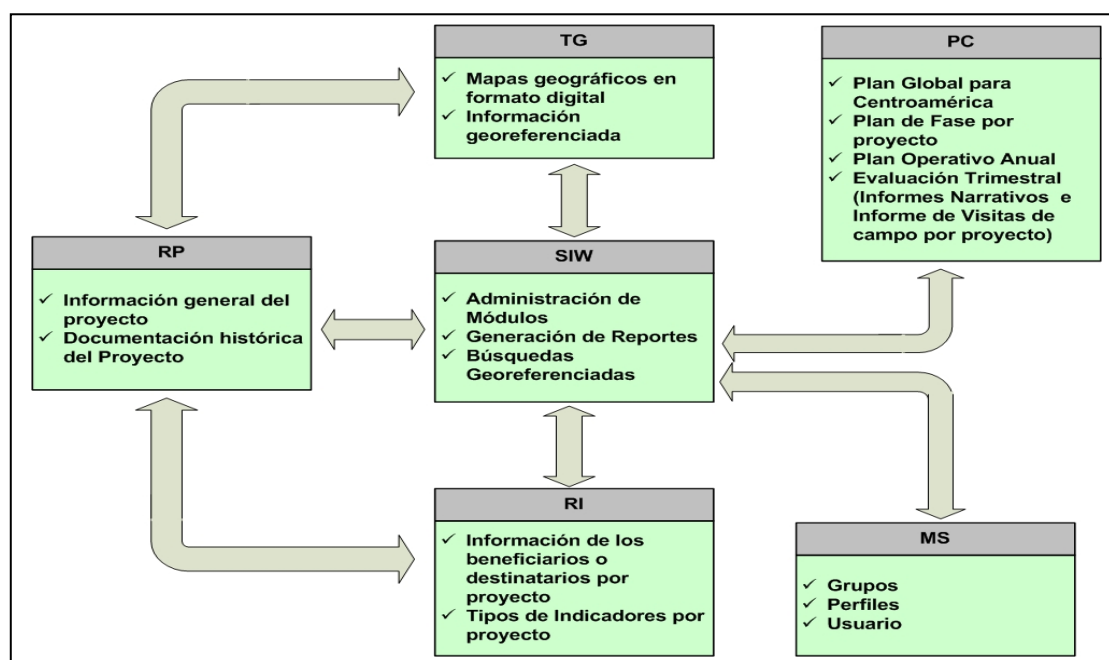 TG
Mapas geográficos en
formato digital
Información
georeferenciada
PC
Plan Global para
Centroamérica
Plan de Fase por
proyecto
Plan Operativo Anual
Evaluación Trimestral
(Informes Narrativos e
Informe de Visitas de
campo por proyecto)
RP
Información general del
proyecto
Documentación histórica
del Proyecto
SIW
Administración de
Módulos
Generación de Reportes
Búsquedas
Georeferenciadas
RI
Información de los
beneficiarios o
destinatarios por
proyecto
Tipos de Indicadores por
proyecto
MS
Grupos
Perfiles
Usuario